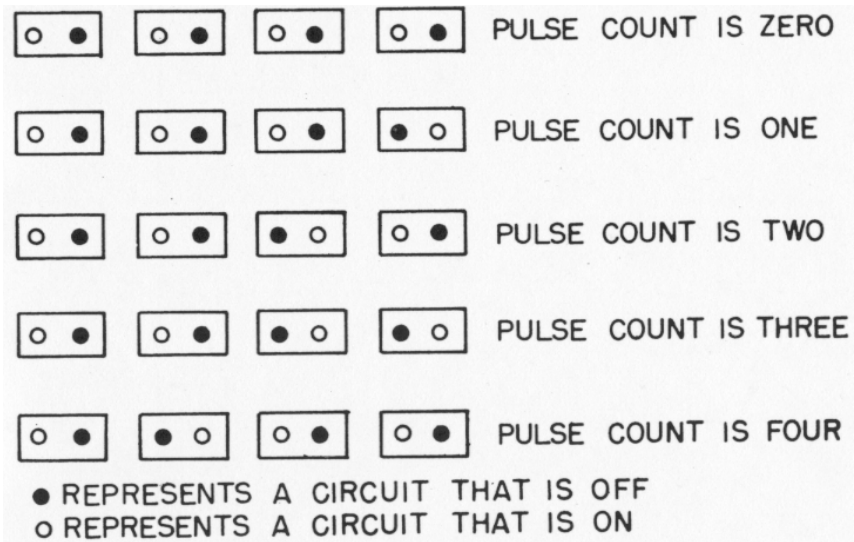 PULSE COUNT IS ZERO
PULSE COUNT IS ONE
PULSE COUNT IS TWO
PULSE COUNT IS THREE
PULSE COUNT IS FOUR
● REPRESENTS A CIRCUIT THAT IS OFF
○ REPRESENTS A CIRCUIT THAT IS ON